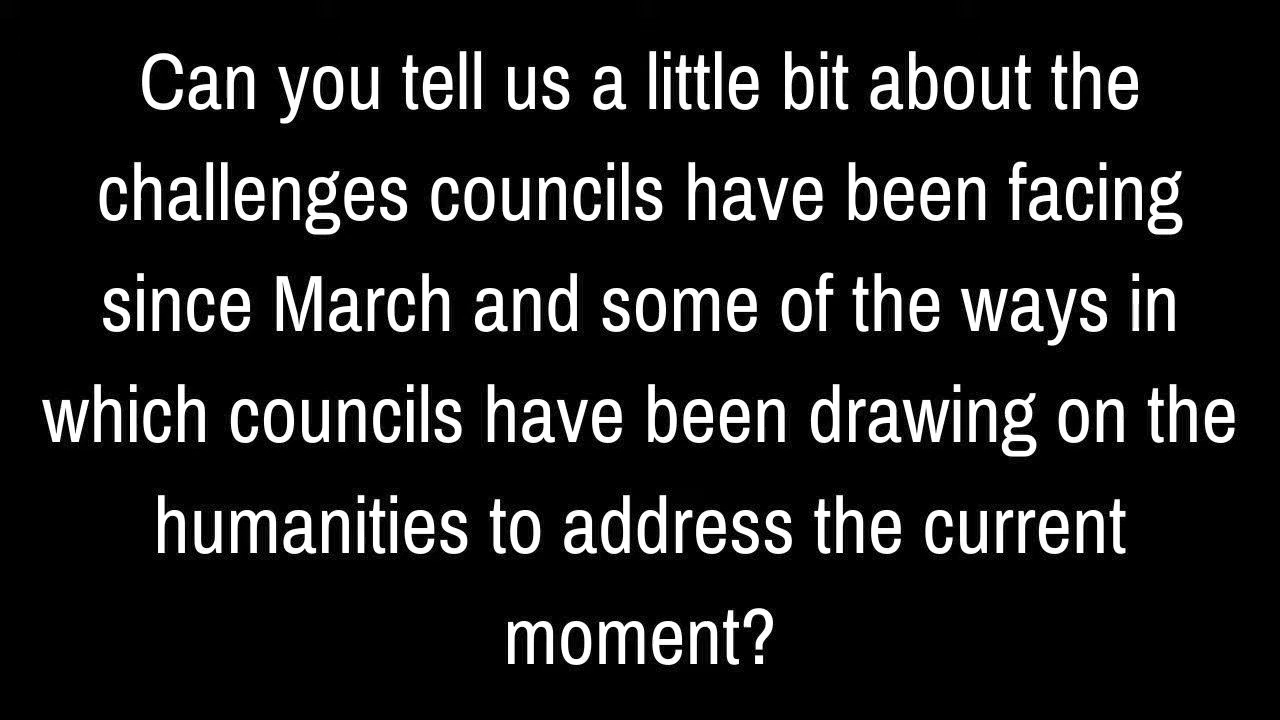 Can you tell us a little bit about the
challenges councils have been facing
since March and some of the ways in
which councils have been drawing on the
humanities to address the current
moment?